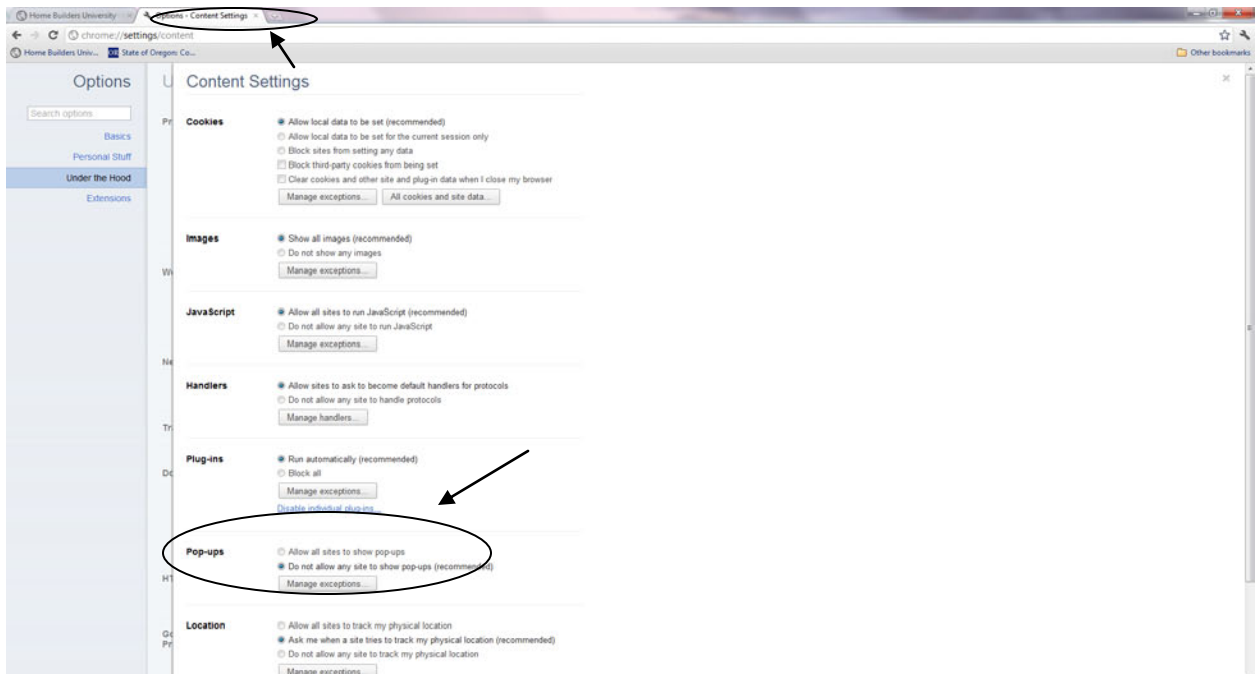 Home Builders University
Options - Content Settings
chrome://settings/content
Home Builders Univ...
State of Oregon: Co...
Other bookmarks
Options
Search options
Basics
Personal Stuff
Under the Hood
Extensions
Content Settings
Cookies
Allow local data to be set (recommended)
Allow local data to be set for the current session only
Block sites from setting any data
Block third-party cookies from being set
Clear cookies and other site and plug-in data when I close my browser
Manage exceptions... All cookies and site data...
Images
Show all images (recommended)
Do not show any images
Manage exceptions...
JavaScript
Allow all sites to run JavaScript (recommended)
Do not allow any site to run JavaScript
Manage exceptions...
Handlers
Allow sites to ask to become default handlers for protocols
Do not allow any site to handle protocols
Manage handlers...
Plug-ins
Run automatically (recommended)
Block all
Manage exceptions...
Disable individual plug-ins...
Pop-ups
Allow all sites to show pop-ups
Do not allow any site to show pop-ups (recommended)
Manage exceptions...
Location
Allow all sites to track my physical location
Ask me when a site tries to track my physical location (recommended)
Do not allow any site to track my physical location
Manage exceptions...